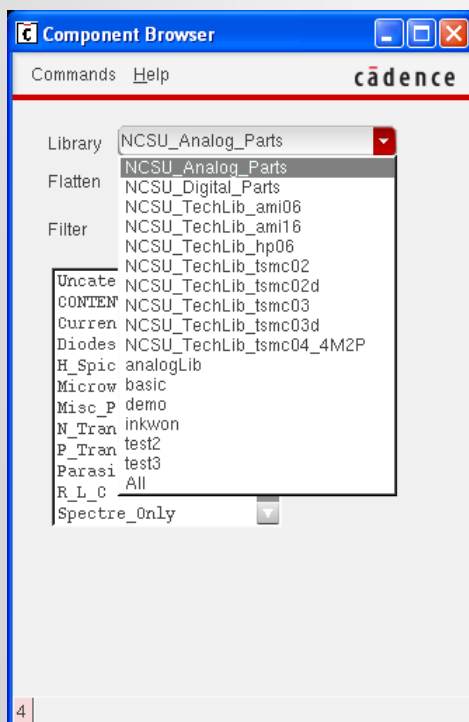 Component Browser
Commands Help cādence
Library NCSU_Analog_Parts
NCSU_Analog_Parts
Flatten
NCSU_Digital_Parts
NCSU_TechLib_ami06
NCSU_TechLib_ami16
Filter
NCSU_TechLib_hp06
NCSU_TechLib_tsmc02
NCSU_TechLib_tsmc02d
NCSU_TechLib_tsmc03
NCSU_TechLib_tsmc03d
NCSU_TechLib_tsmc04_4M2P
analogLib
basic
demo
inkwon
test2
test3
All
Uncate
CONTEN
Curren
Diodes
H_Spic
Microw
Misc_P
N_Tran
P_Tran
Parasi
R_L_C
Spectre_Only
4